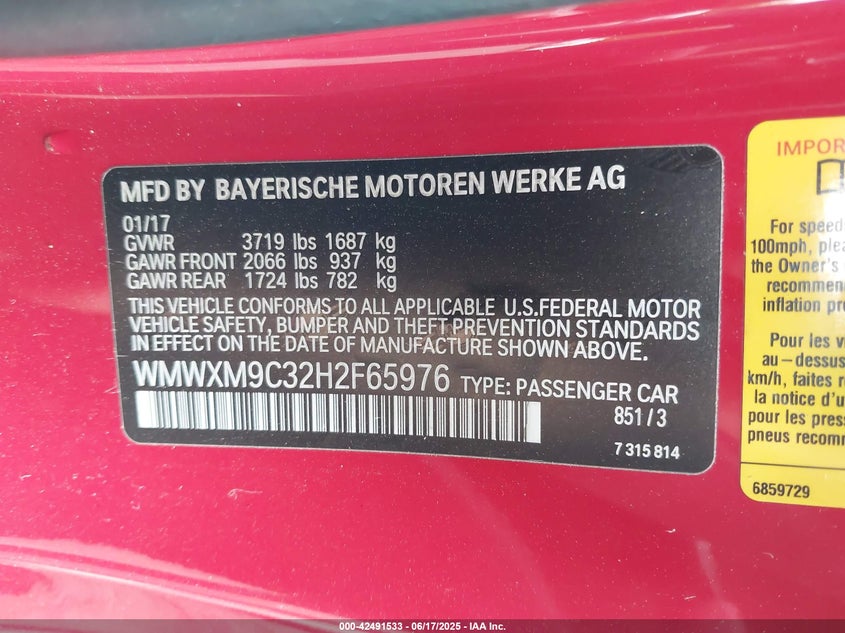 MFD BY BAYERISCHE MOTOREN WERKE AG
01/17
GVWR 3719 lbs 1687 kg
GAWR FRONT 2066 lbs 937 kg
GAWR REAR 1724 lbs 782 kg
THIS VEHICLE CONFORMS TO ALL APPLICABLE U.S.FEDERAL MOTOR
VEHICLE SAFETY, BUMPER AND THEFT PREVENTION STANDARDS
IN EFFECT ON THE DATE OF MANUFACTURE SHOWN ABOVE.
WMWXM9C32H2F65976 TYPE: PASSENGER CAR
851/3
7 315 814
For speed
100mph, plea
the Owner's
recommen
inflation pr
Pour les v
au-dessus
km/h, faites
la notice d'u
pour les pres
pneus recomm
6859729
000-42491533 - 06/17/2025 - IAA Inc.